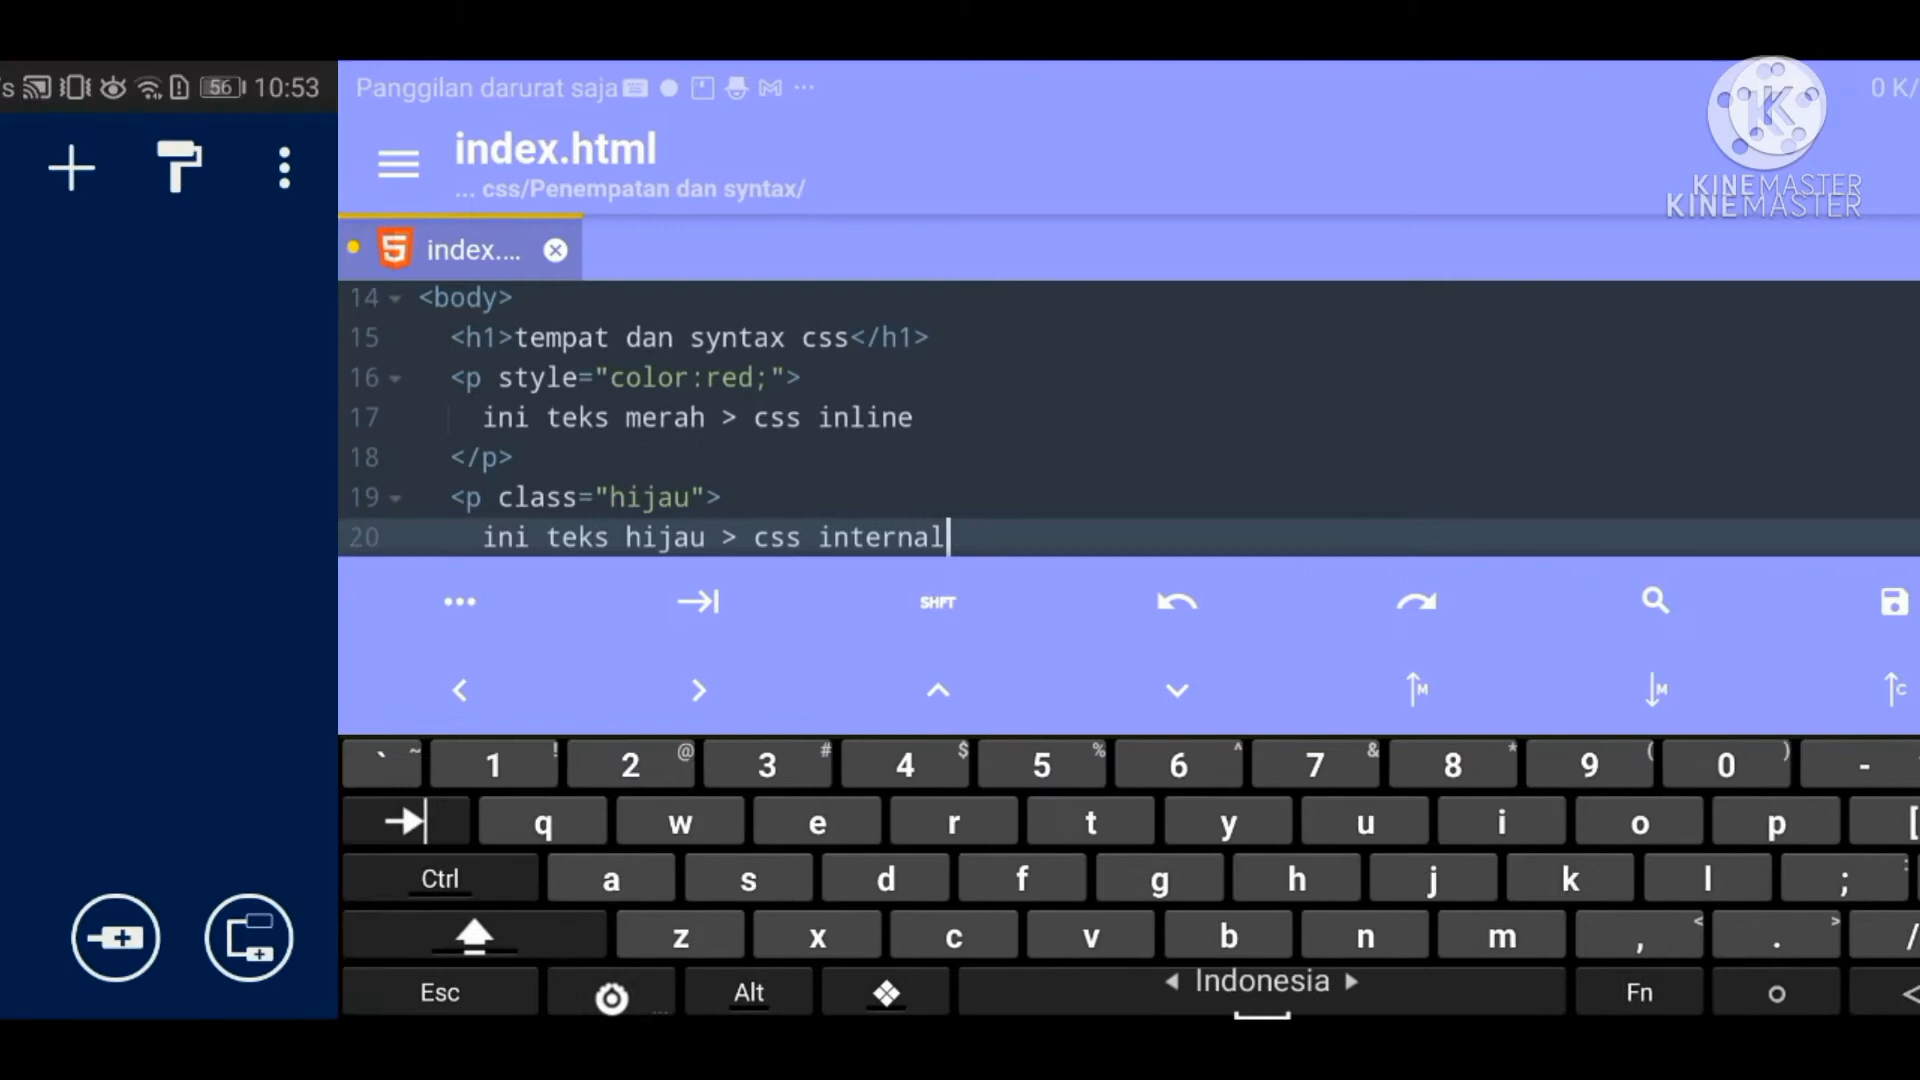 56 10:53
Panggilan darurat saja ...
0 K/
index.html
... css/Penempatan dan syntax/
KINEMASTER
KINEMASTER
index....
14 <body>
15 <h1>tempat dan syntax css</h1>
16 <p style="color:red;">
17 ini teks merah > css inline
18 </p>
19 <p class="hijau">
20 ini teks hijau > css internal
SHFT
M M C
` ~ 1 ! 2 @ 3 # 4 $ 5 % 6 ^ 7 & 8 * 9 ( 0 ) -
q w e r t y u i o p [
Ctrl a s d f g h j k l ; :
z x c v b n m , < . > /
Esc ... Alt Indonesia Fn